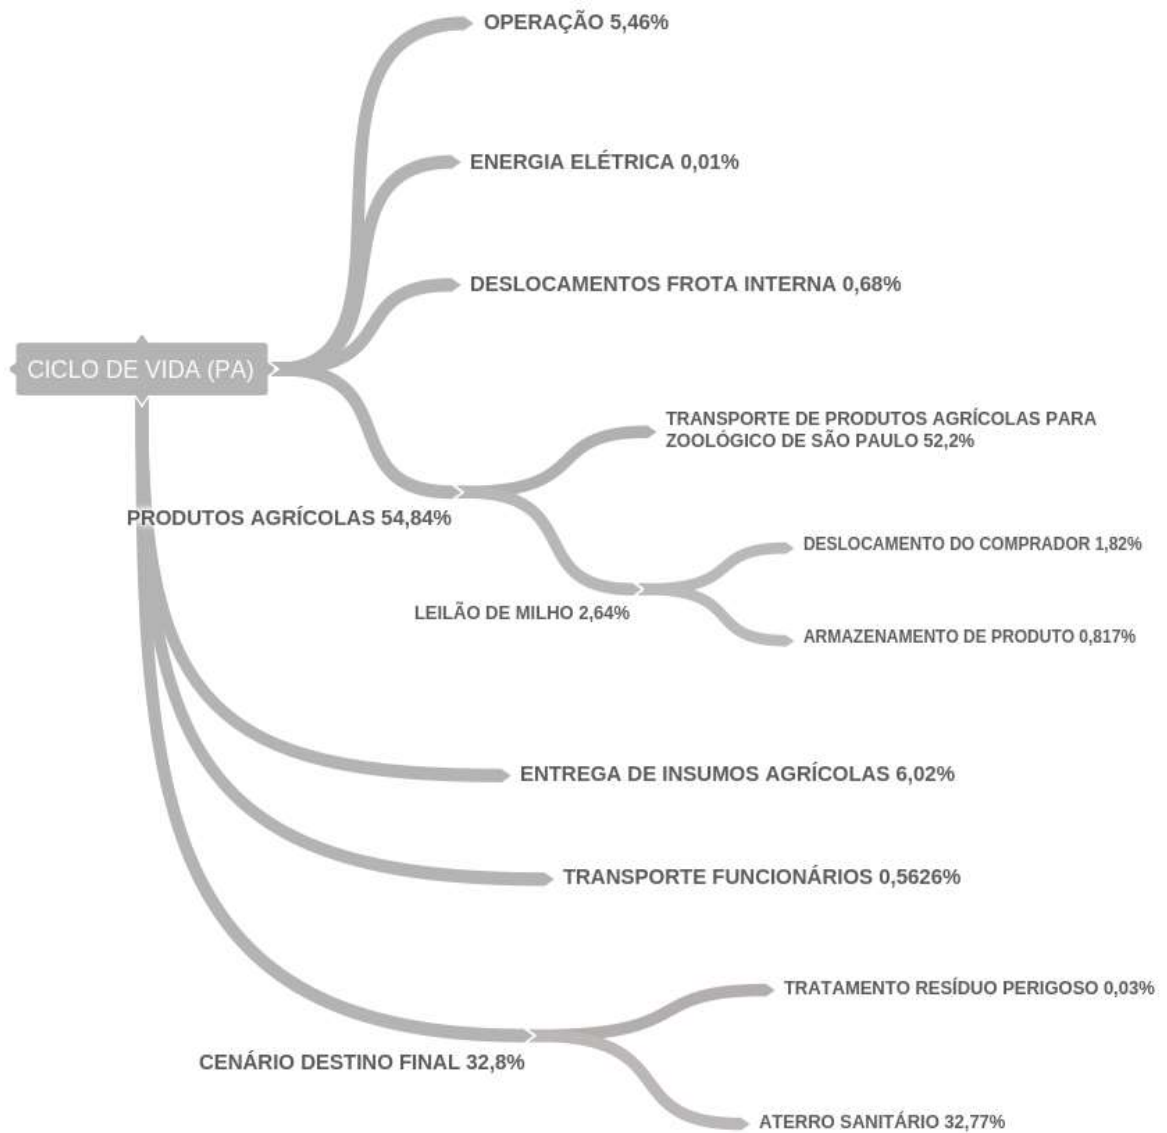 OPERAÇÃO 5,46%
ENERGIA ELÉTRICA 0,01%
DESLOCAMENTOS FROTA INTERNA 0,68%
CICLO DE VIDA (PA)
TRANSPORTE DE PRODUTOS AGRÍCOLAS PARA
ZOOLÓGICO DE SÃO PAULO 52,2%
PRODUTOS AGRÍCOLAS 54,84%
DESLOCAMENTO DO COMPRADOR 1,82%
LEILÃO DE MILHO 2,64%
ARMAZENAMENTO DE PRODUTO 0,817%
ENTREGA DE INSUMOS AGRÍCOLAS 6,02%
TRANSPORTE FUNCIONÁRIOS 0,5626%
TRATAMENTO RESÍDUO PERIGOSO 0,03%
CENÁRIO DESTINO FINAL 32,8%
ATERRO SANITÁRIO 32,77%